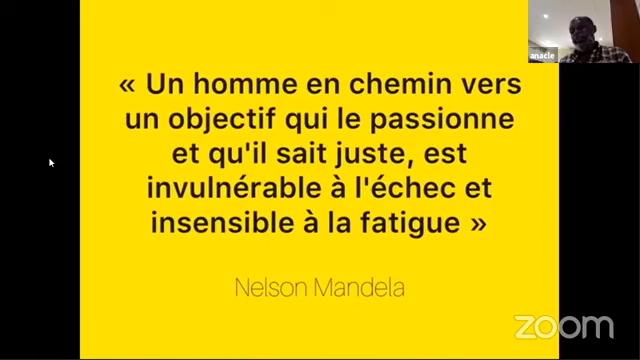 anacle
« Un homme en chemin vers
un objectif qui le passionne
et qu'il sait juste, est
invulnérable à l'échec et
insensible à la fatigue »
Nelson Mandela
zoom